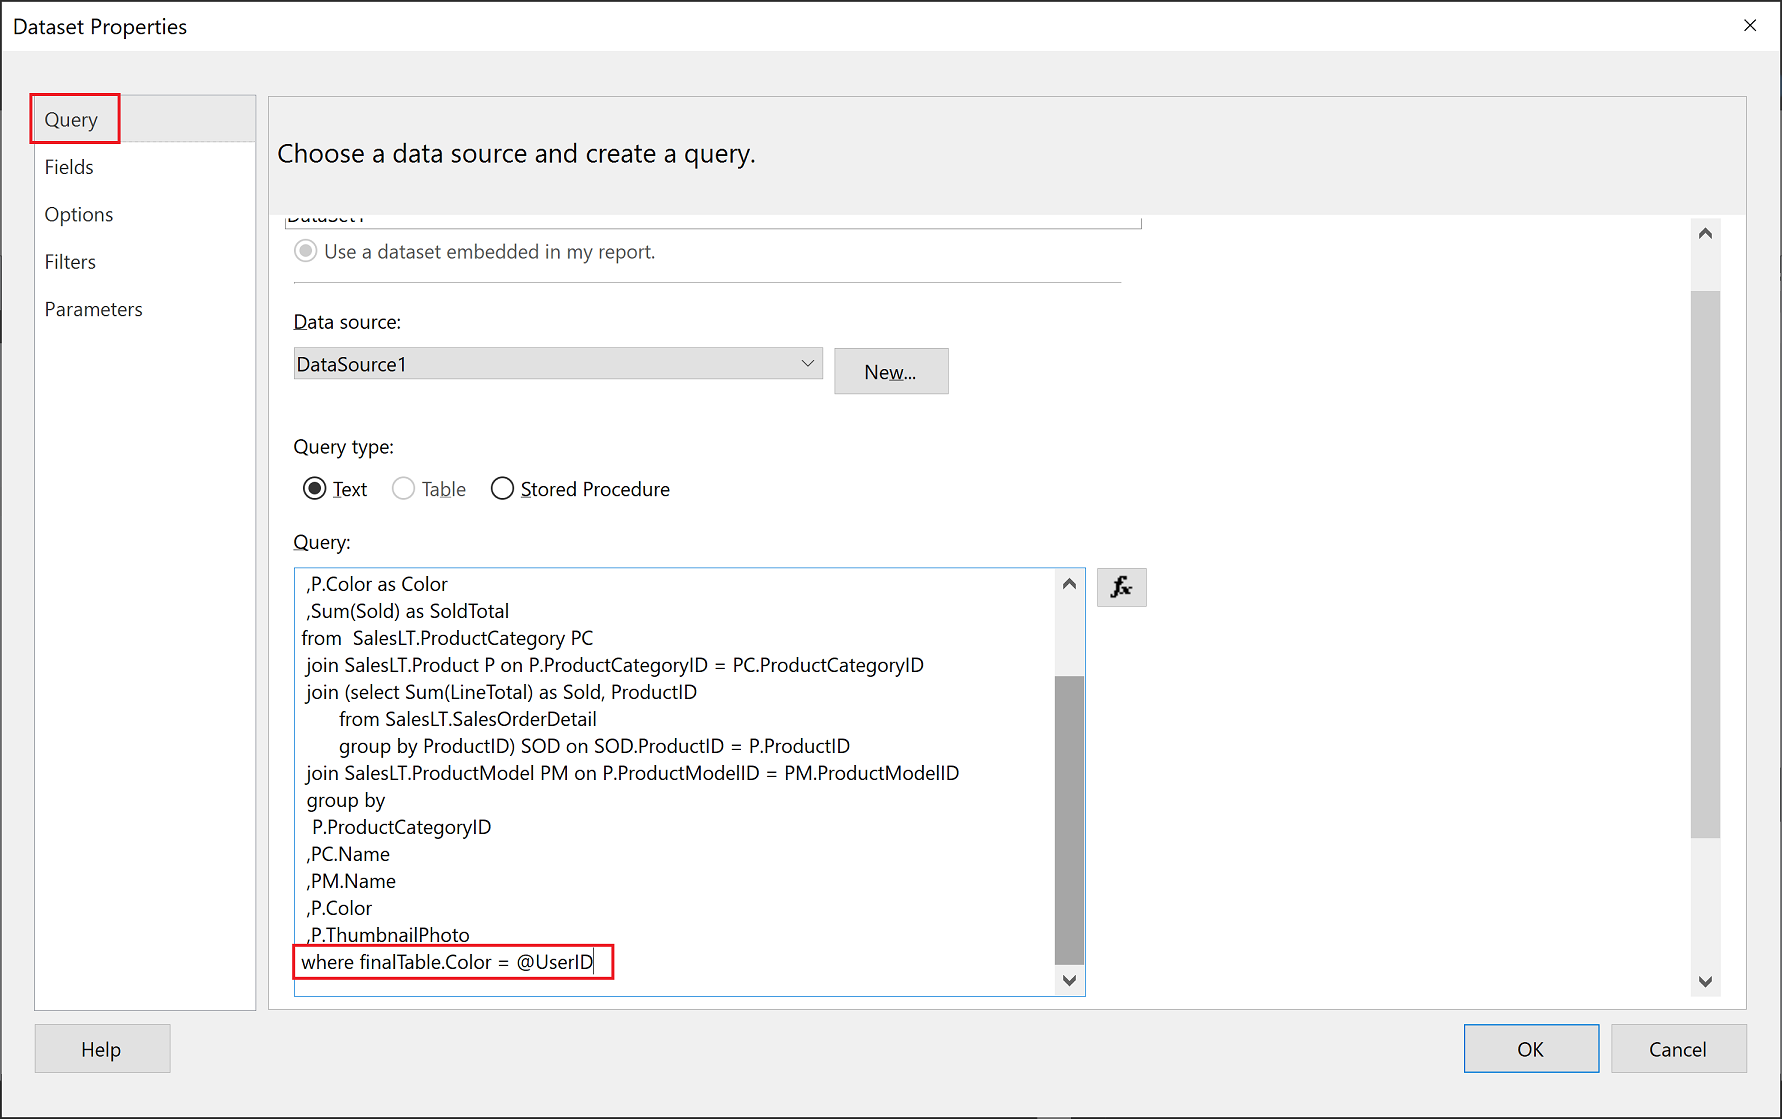 Dataset Properties
Query
Fields
Options
Filters
Parameters
Choose a data source and create a query.
DataSet1
Use a dataset embedded in my report.
Data source:
DataSource1
New...
Query type:
Text
Table
Stored Procedure
Query:
,P.Color as Color
,Sum(Sold) as SoldTotal
from  SalesLT.ProductCategory PC
join SalesLT.Product P on P.ProductCategoryID = PC.ProductCategoryID
join (select Sum(LineTotal) as Sold, ProductID
from SalesLT.SalesOrderDetail
group by ProductID) SOD on SOD.ProductID = P.ProductID
join SalesLT.ProductModel PM on P.ProductModelID = PM.ProductModelID
group by
P.ProductCategoryID
,PC.Name
,PM.Name
,P.Color
,P.ThumbnailPhoto
where finalTable.Color = @UserID
fx
Help
OK
Cancel